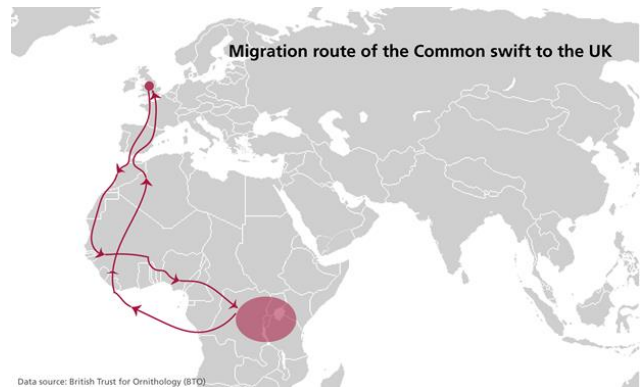 Migration route of the Common swift to the UK
Data source: British Trust for Ornithology (BTO)